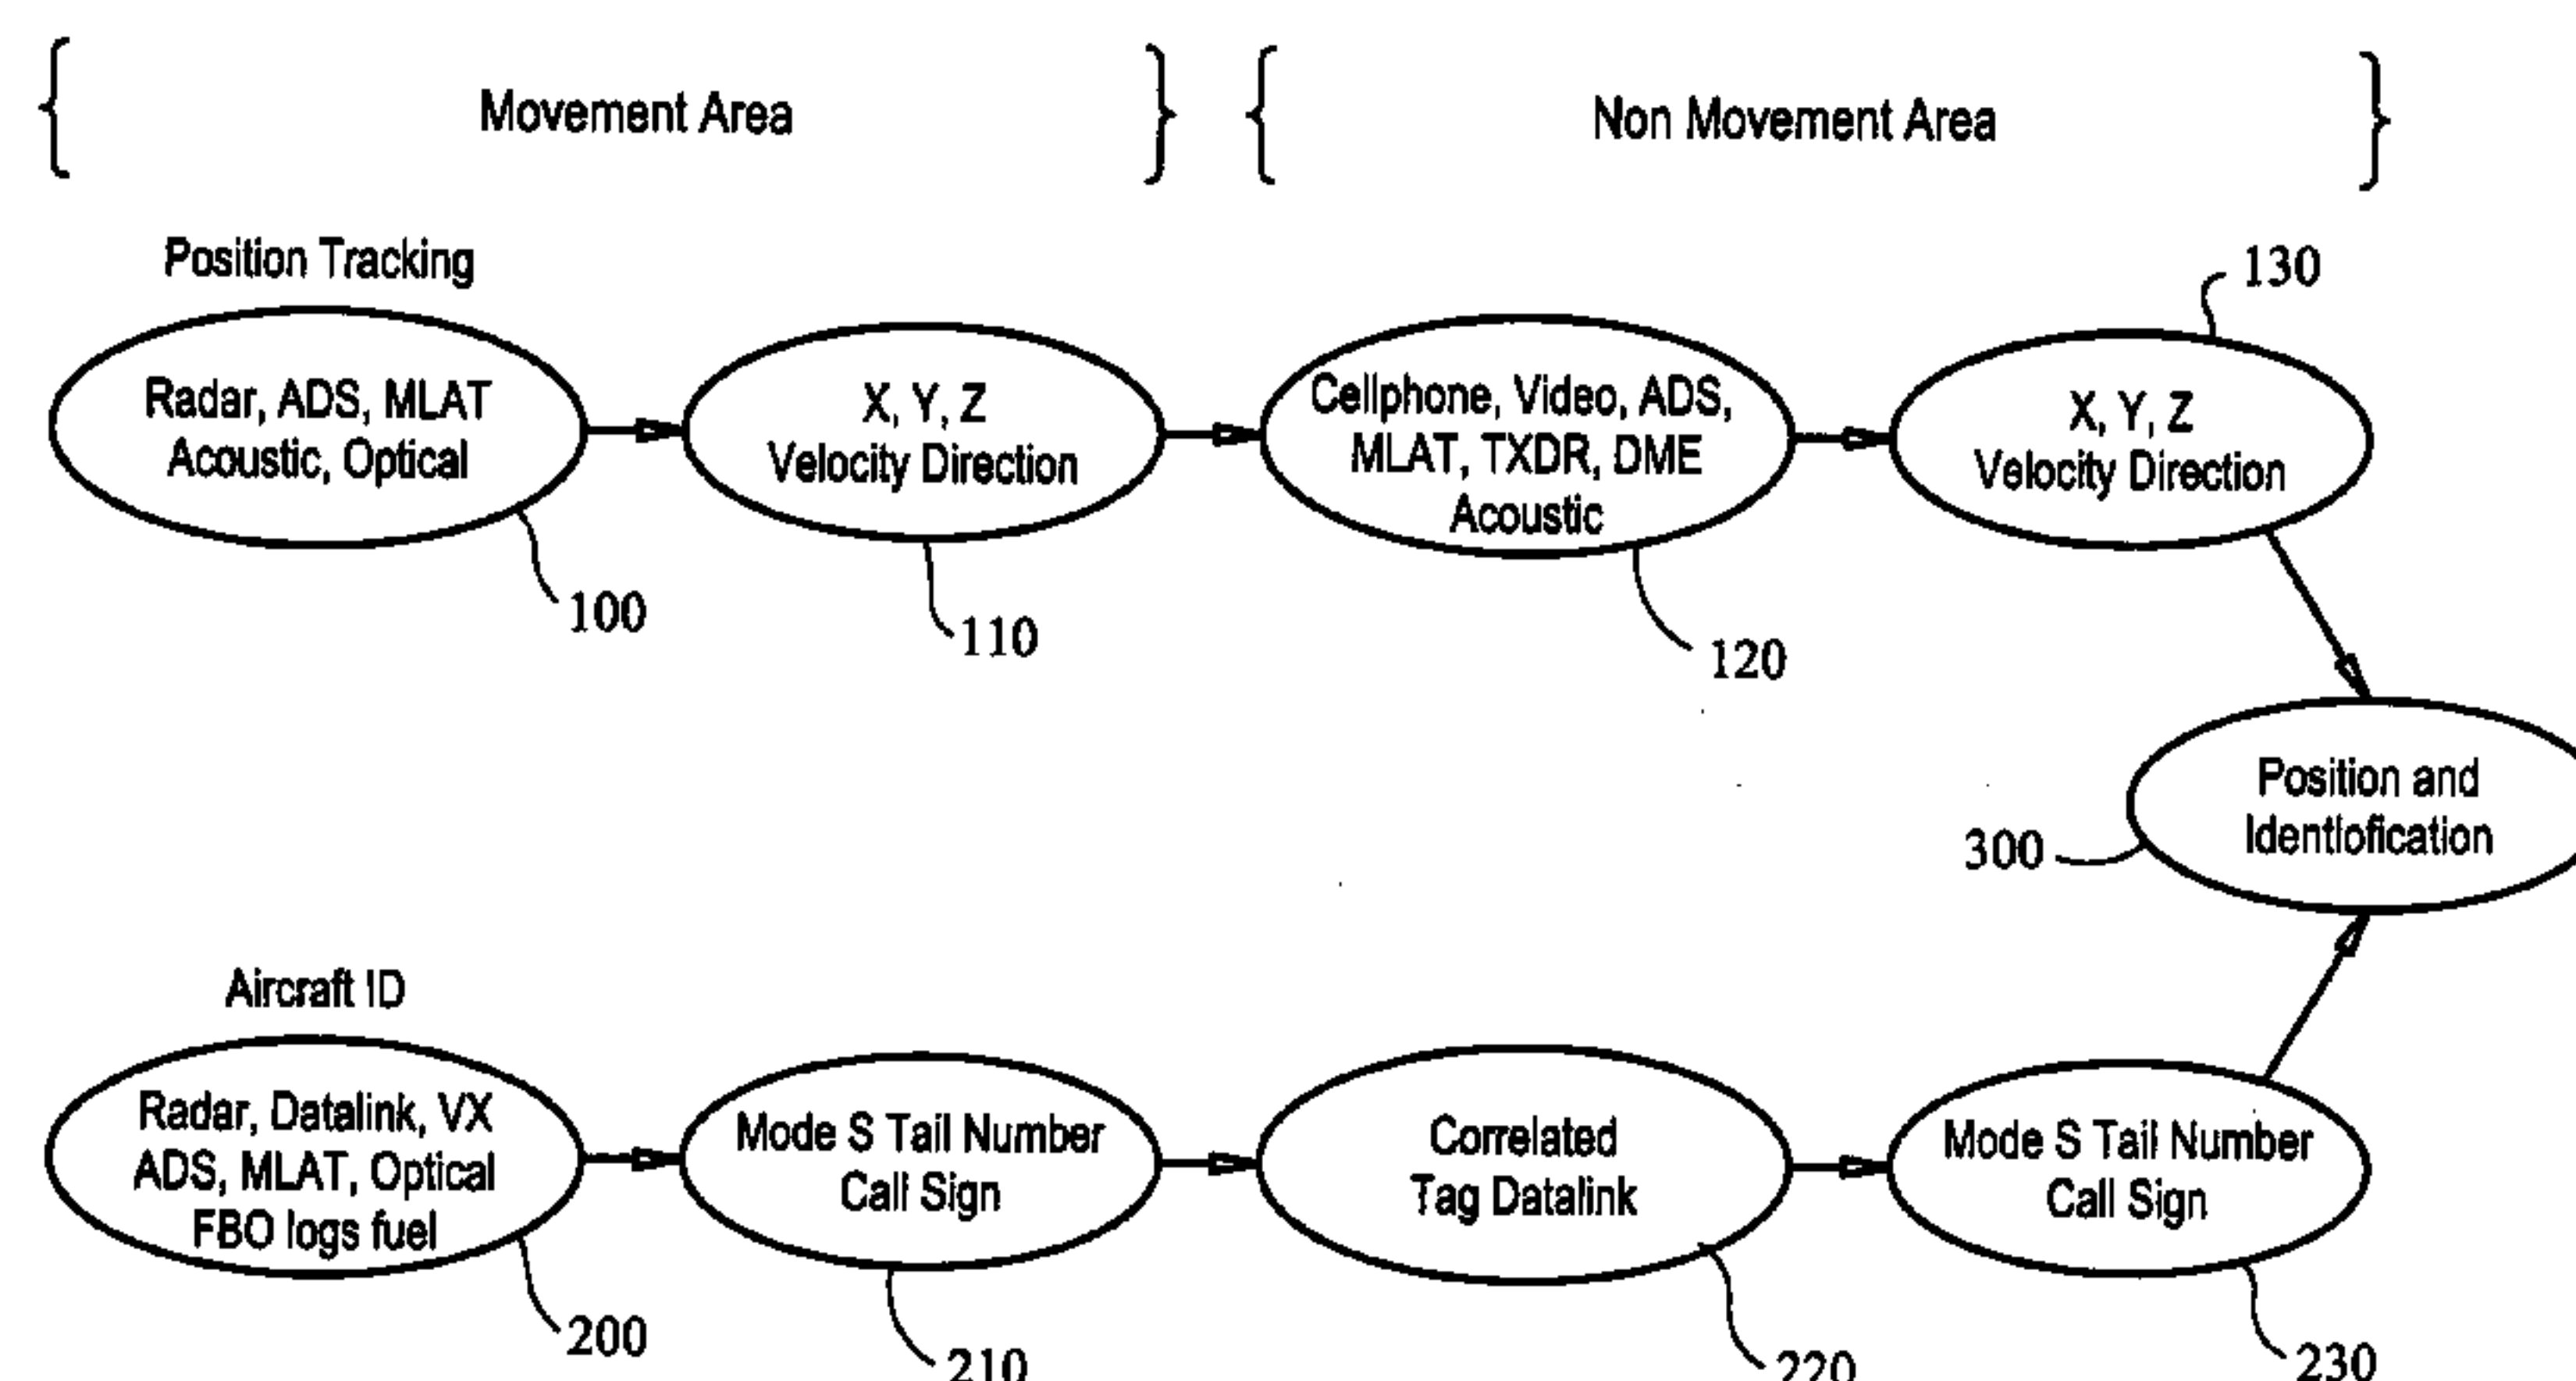 Movement Area
Non Movement Area
Position Tracking
130
Radar, ADS, MLAT
Acoustic, Optical
X, Y, Z
Velocity Direction
Cellphone, Video, ADS,
MLAT, TXDR, DME
Acoustic
X, Y, Z
Velocity Direction
100
110
120
Position and
Identiofication
300
Aircraft ID
Radar, Datalink, VX
ADS, MLAT, Optical
FBO logs fuel
Mode S Tail Number
Call Sign
Correlated
Tag Datalink
Mode S Tail Number
Call Sign
200
210
220
230